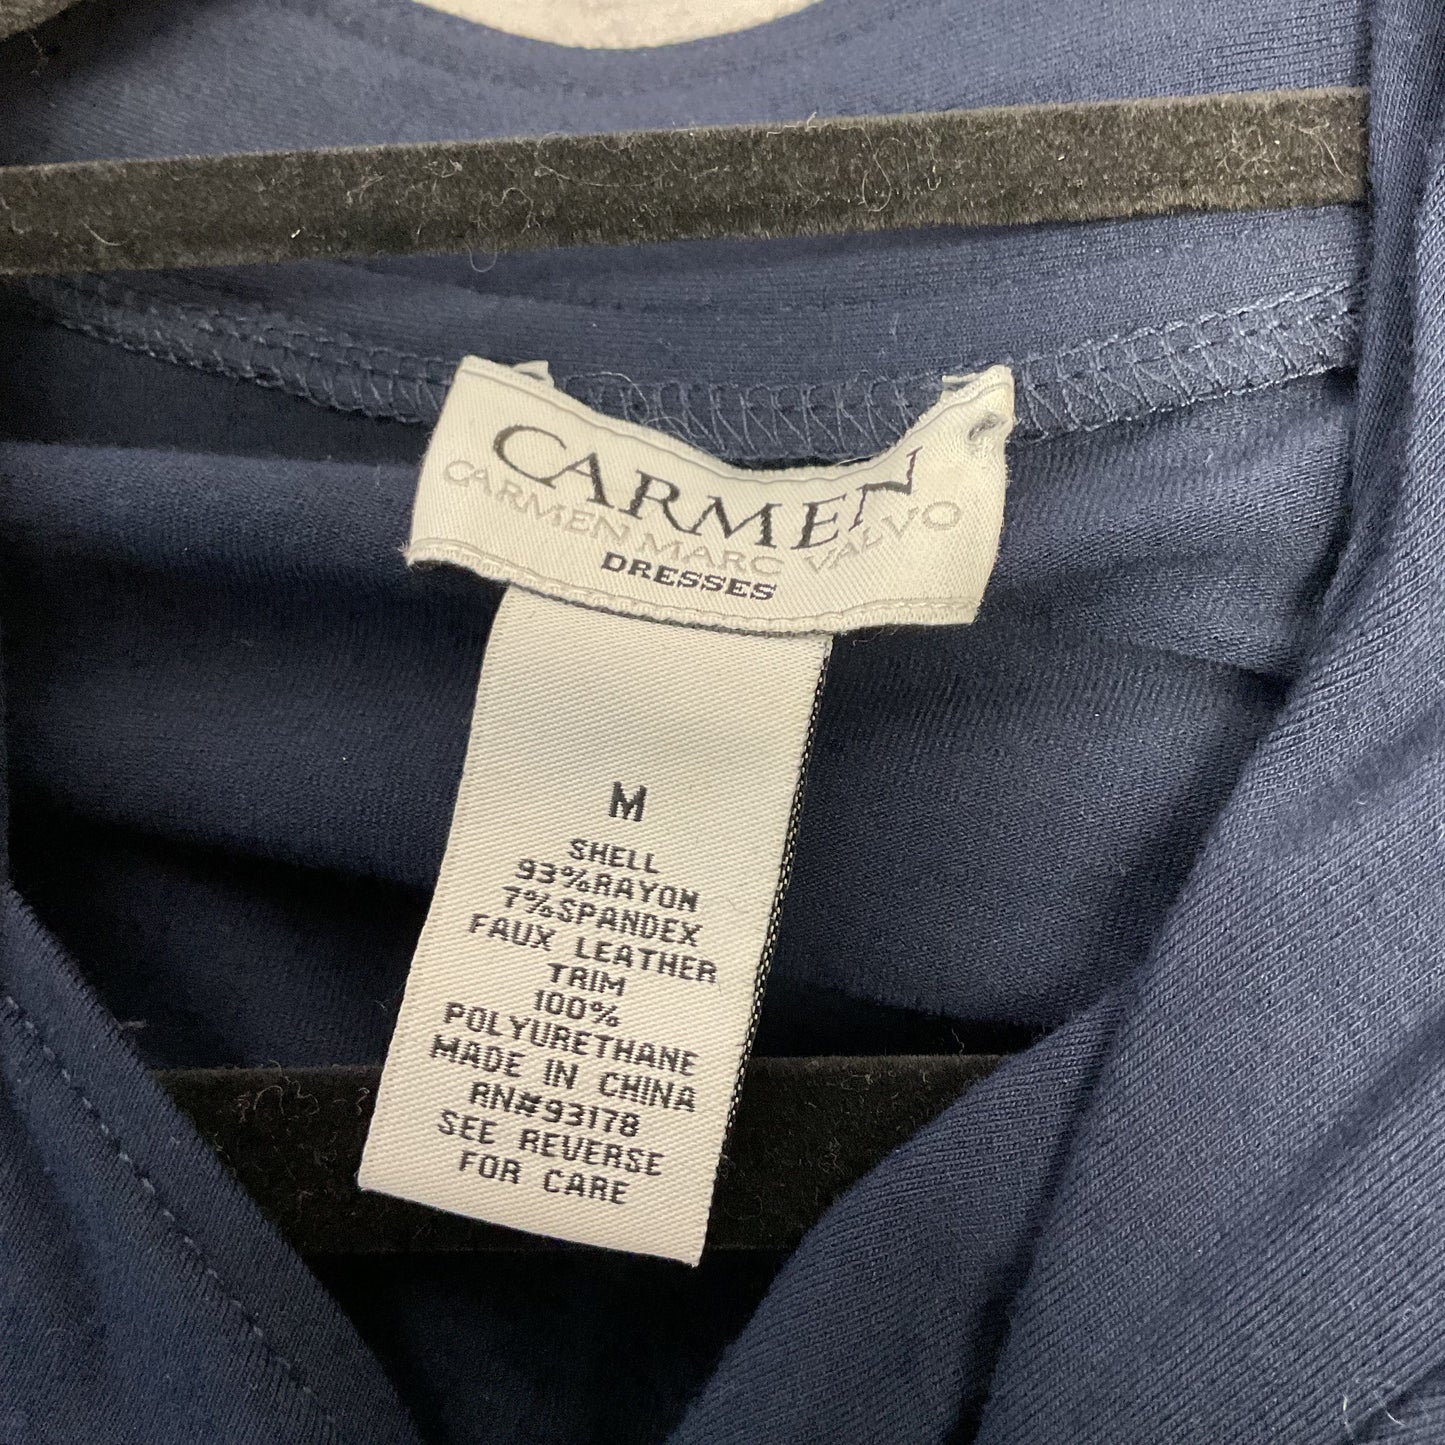 CARMEN
CARMEN MARC VALVO
DRESSES
M
SHELL
93%RAYON
7%SPANDEX
FAUX LEATHER
TRIM
100%
POLYURETHANE
MADE IN CHINA
RN#93178
SEE REVERSE
FOR CARE